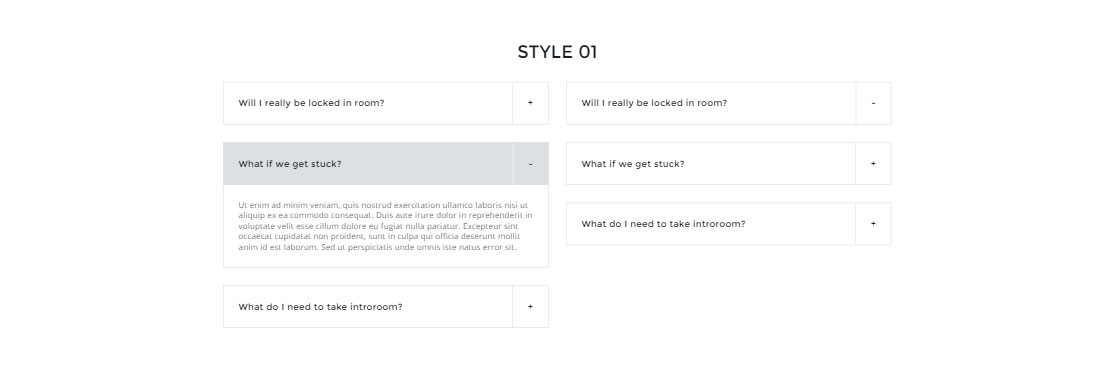 STYLE 01
Will I really be locked in room? +
What if we get stuck? -
Ut enim ad minim veniam, quis nostrud exercitation ullamco laboris nisi ut
aliquip ex ea commodo consequat. Duis aute irure dolor in reprehenderit in
voluptate velit esse cillum dolore eu fugiat nulla pariatur. Excepteur sint
occaecat cupidatat non proident, sunt in culpa qui officia deserunt mollit
anim id est laborum. Sed ut perspiciatis unde omnis iste natus error sit.
What do I need to take introroom? +
Will I really be locked in room? -
What if we get stuck? +
What do I need to take introroom? +